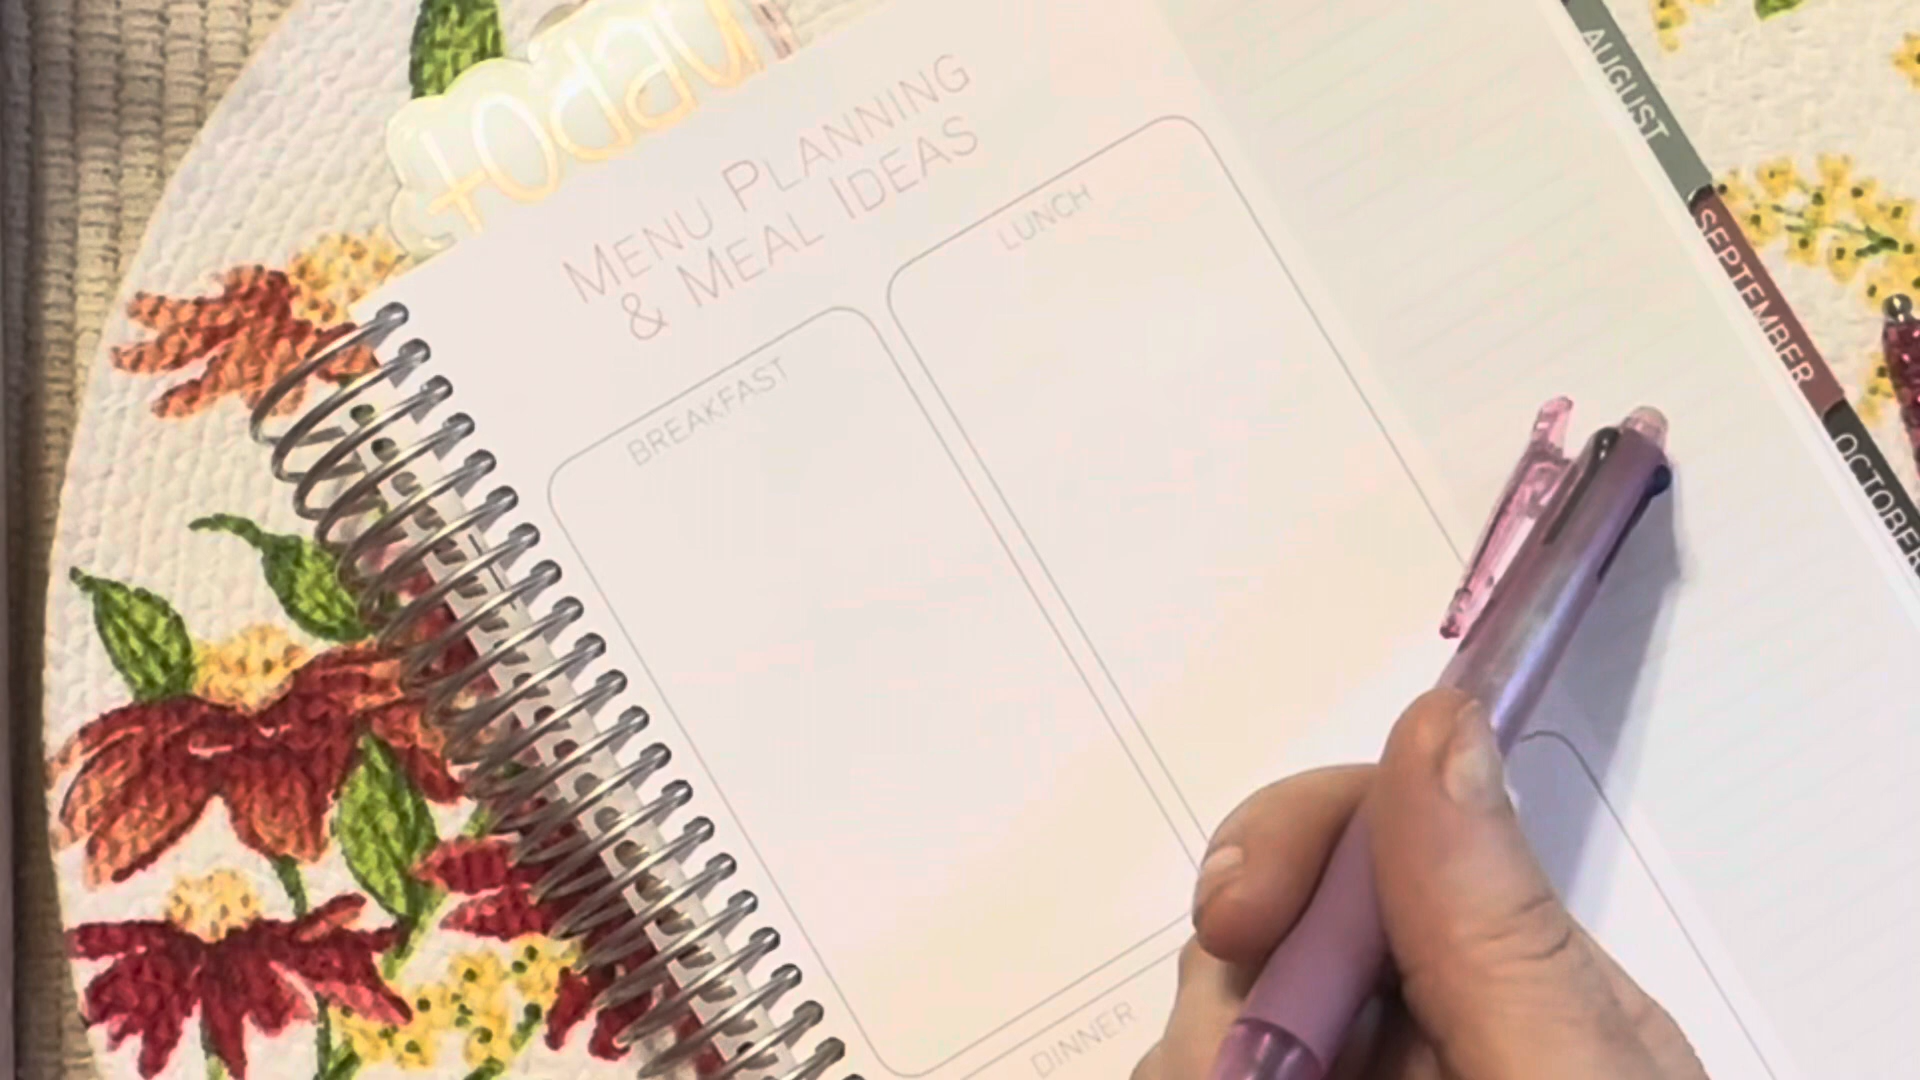 today
MENU PLANNING
& MEAL IDEAS
BREAKFAST
LUNCH
DINNER
AUGUST
SEPTEMBER
OCTOBER